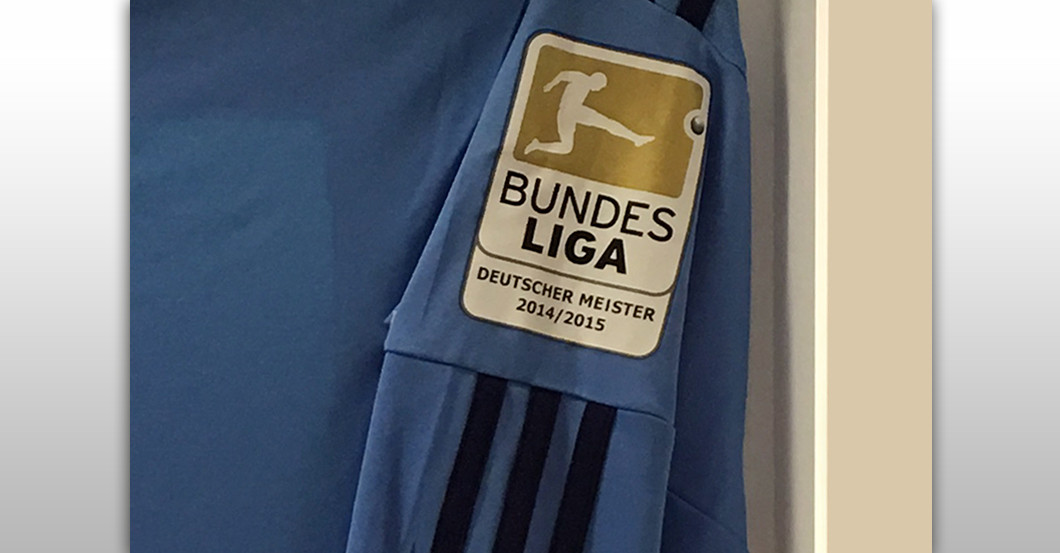 BUNDES
LIGA
DEUTSCHER MEISTER
2014/2015